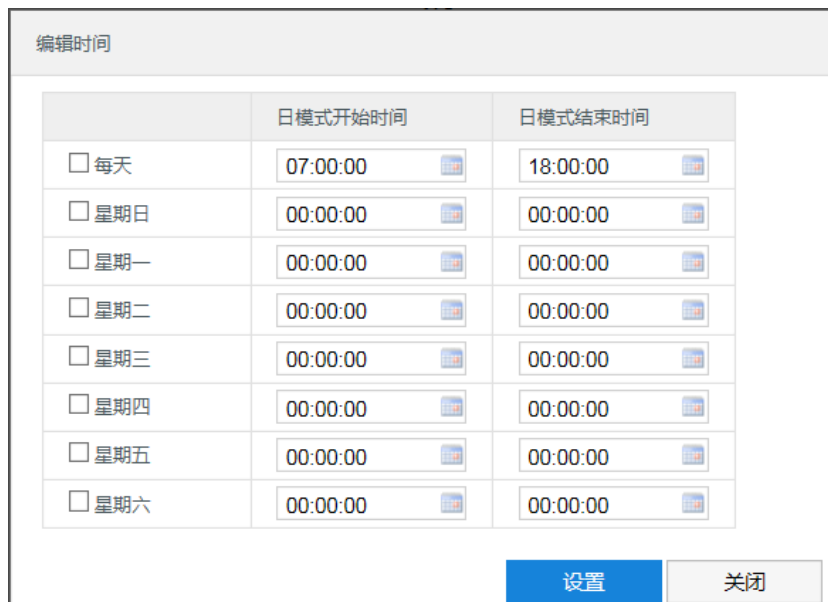 编辑时间
日模式开始时间 日模式结束时间
每天 07:00:00 18:00:00
星期日 00:00:00 00:00:00
星期一 00:00:00 00:00:00
星期二 00:00:00 00:00:00
星期三 00:00:00 00:00:00
星期四 00:00:00 00:00:00
星期五 00:00:00 00:00:00
星期六 00:00:00 00:00:00
设置 关闭